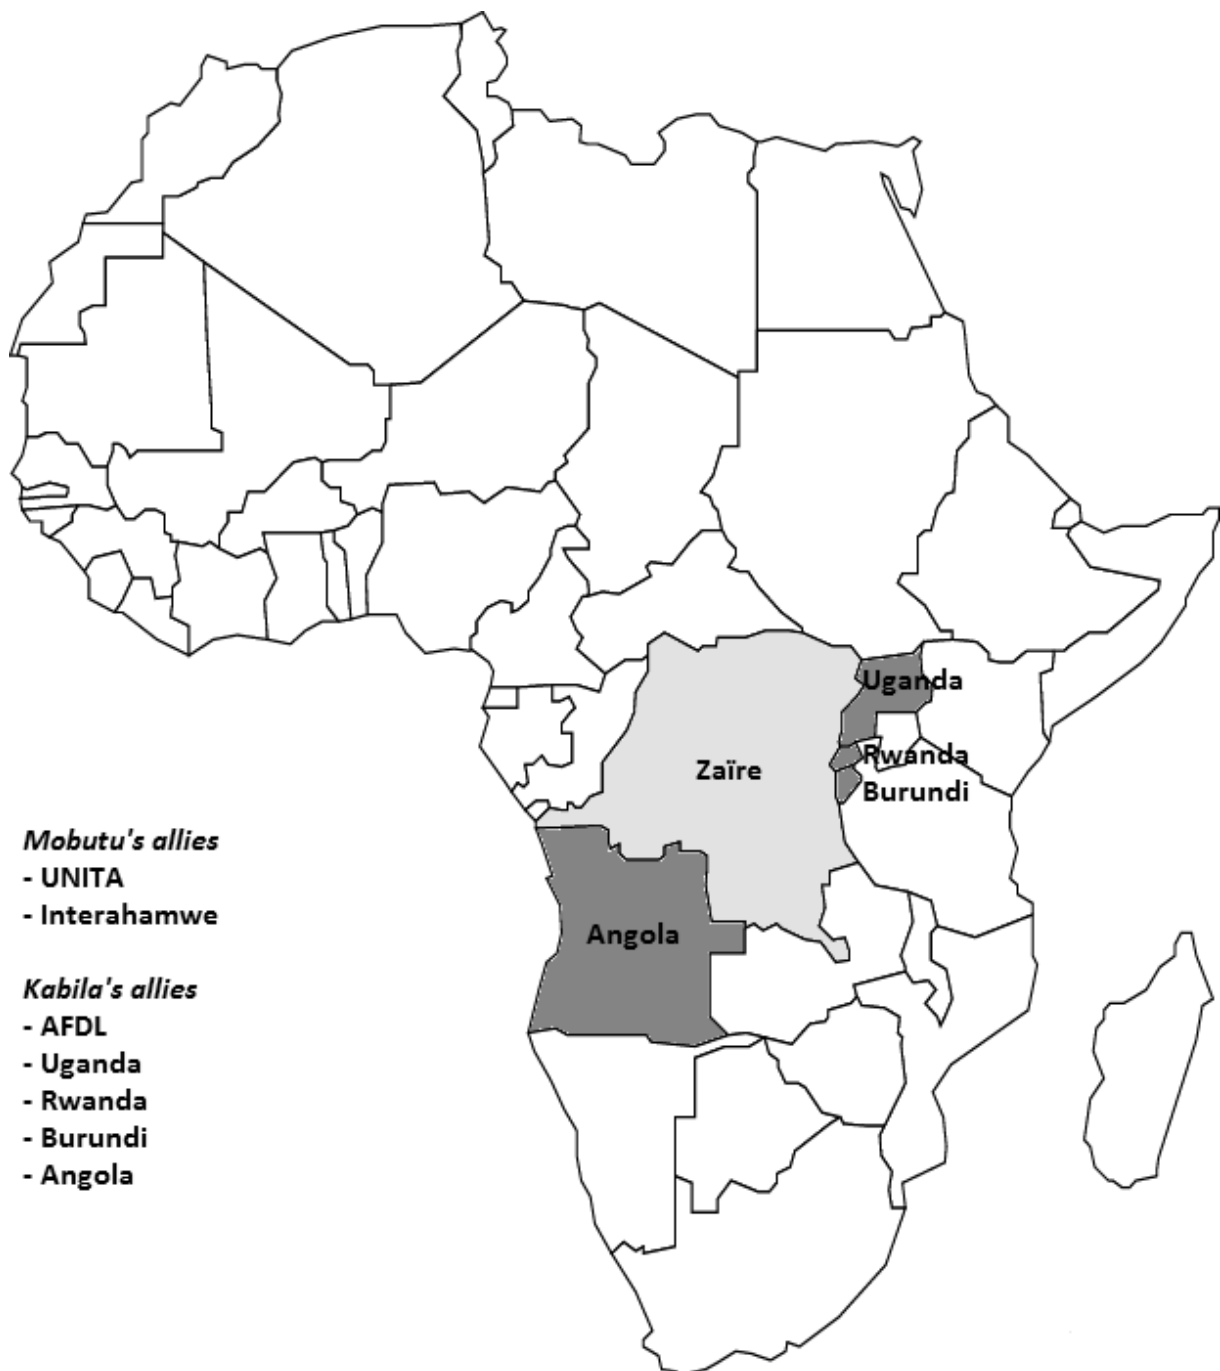 Uganda
Rwanda
Zaïre
Burundi
Mobutu's allies
- UNITA
- Interahamwe
Angola
Kabila's allies
- AFDL
- Uganda
- Rwanda
- Burundi
- Angola